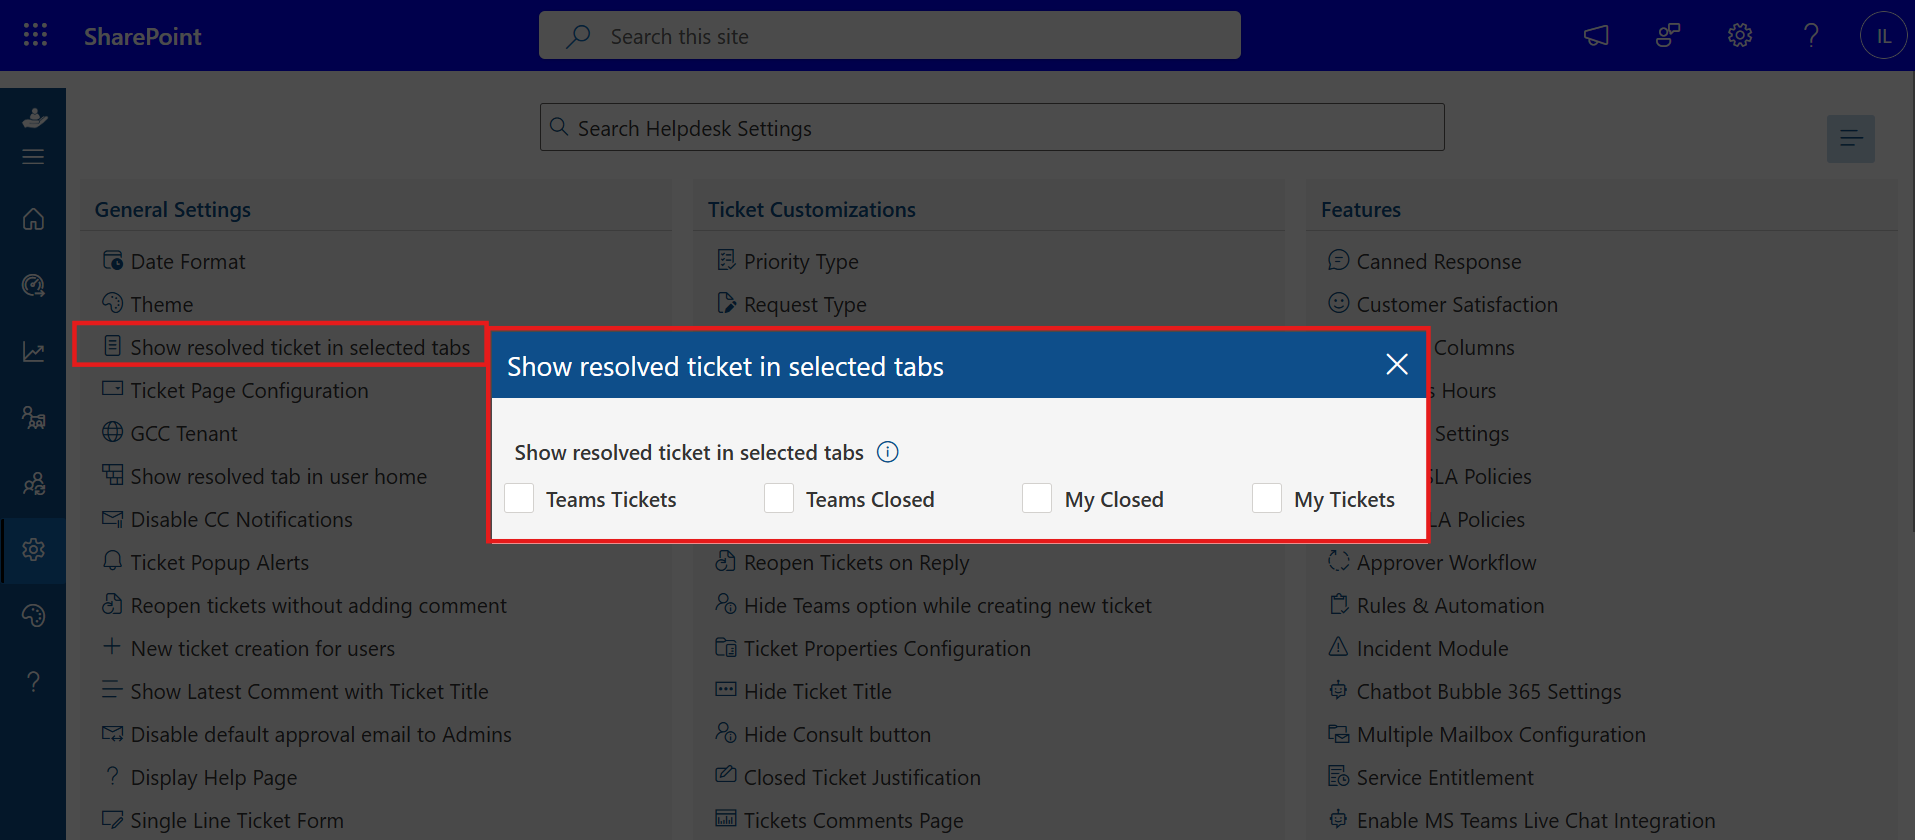 SharePoint
Search this site
IL
Search Helpdesk Settings
General Settings
Date Format
Theme
Show resolved ticket in selected tabs
Ticket Page Configuration
GCC Tenant
Show resolved tab in user home
Disable CC Notifications
Ticket Popup Alerts
Reopen tickets without adding comment
New ticket creation for users
Show Latest Comment with Ticket Title
Disable default approval email to Admins
Display Help Page
Single Line Ticket Form
Ticket Customizations
Priority Type
Request Type
Reopen Tickets on Reply
Hide Teams option while creating new ticket
Ticket Properties Configuration
Hide Ticket Title
Hide Consult button
Closed Ticket Justification
Tickets Comments Page
Features
Canned Response
Customer Satisfaction
Columns
Hours
Settings
SLA Policies
Policies
Approver Workflow
Rules & Automation
Incident Module
Chatbot Bubble 365 Settings
Multiple Mailbox Configuration
Service Entitlement
Enable MS Teams Live Chat Integration
Show resolved ticket in selected tabs
Show resolved ticket in selected tabs
Teams Tickets
Teams Closed
My Closed
My Tickets